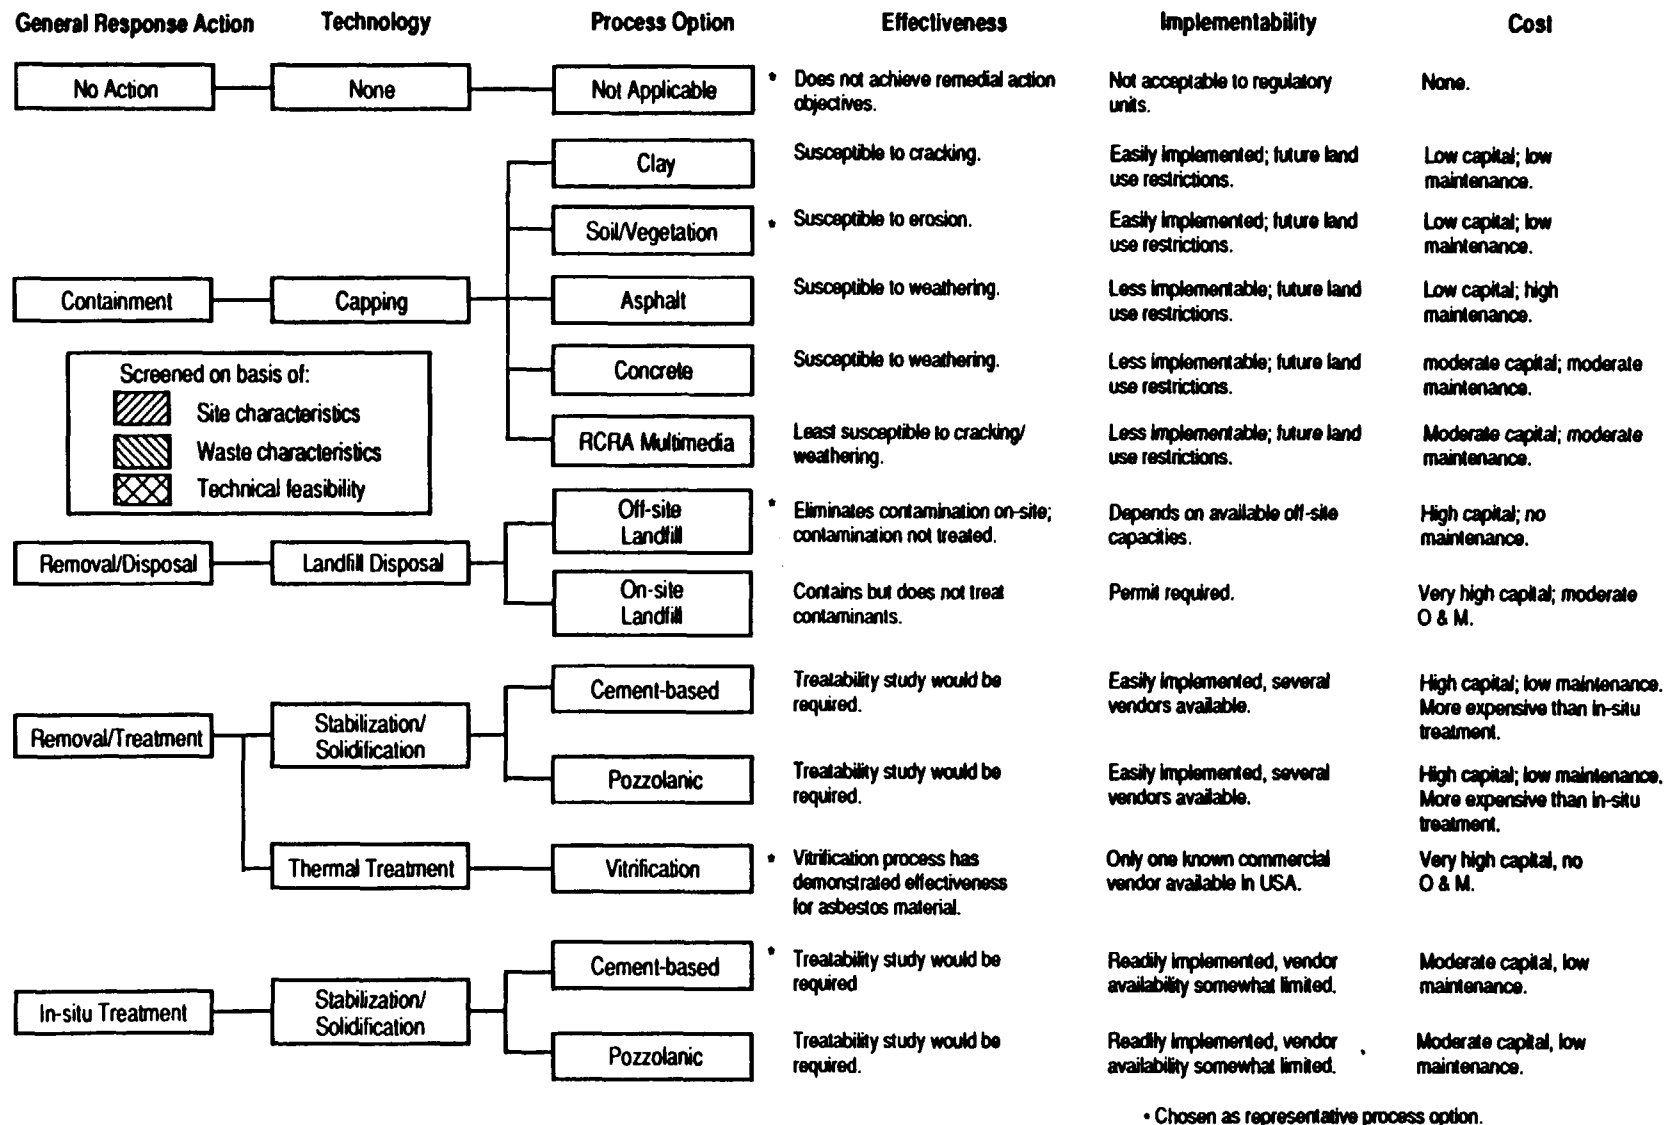 General Response Action Technology Process Option Effectiveness Implementability Cost
No Action None Not Applicable * Does not achieve remedial action Not acceptable to regulatory None.
objectives. units.
Clay Susceptible to cracking. Easily implemented; future land Low capital; low
use restrictions. maintenance.
Soil/Vegetation * Susceptible to erosion. Easily implemented; future land Low capital; low
use restrictions. maintenance.
Containment Capping Asphalt Susceptible to weathering. Less implementable; future land Low capital; high
use restrictions. maintenance.
Screened on basis of:
Site characteristics
Waste characteristics
Technical feasibility
Concrete Susceptible to weathering. Less implementable; future land moderate capital; moderate
use restrictions. maintenance.
RCRA Multimedia Least susceptible to cracking/ Less implementable; future land Moderate capital; moderate
weathering. use restrictions. maintenance.
Removal/Disposal Landfill Disposal
Off-site * Eliminates contamination on-site; Depends on available off-site High capital; no
Landfill contamination not treated. capacities. maintenance.
On-site Contains but does not treat Permit required. Very high capital; moderate
Landfill contaminants. O & M.
Removal/Treatment Stabilization/
Solidification
Cement-based Treatability study would be Easily implemented, several High capital; low maintenance.
required. vendors available. More expensive than in-situ
treatment.
Pozzolanic Treatability study would be Easily implemented, several High capital; low maintenance.
required. vendors available. More expensive than in-situ
treatment.
Thermal Treatment Vitrification * Vitrification process has Only one known commercial Very high capital, no
demonstrated effectiveness vendor available in USA. O & M.
for asbestos material.
In-situ Treatment Stabilization/
Solidification
Cement-based * Treatability study would be Readily implemented, vendor Moderate capital, low
required availability somewhat limited. maintenance.
Pozzolanic Treatability study would be Readily implemented, vendor Moderate capital, low
required. availability somewhat limited. maintenance.
• Chosen as representative process option.